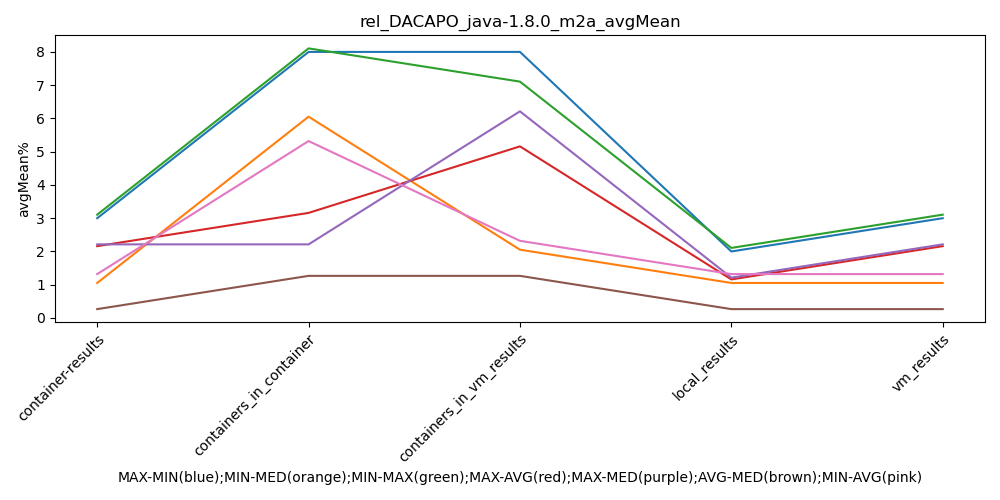 rel_DACAPO_java-1.8.0_m2a_avgMean
avgMean%
8
7
6
5
4
3
2
1
0
container-results
containers_in_container
containers_in_vm_results
local_results
vm_results
MAX-MIN(blue);MIN-MED(orange);MIN-MAX(green);MAX-AVG(red);MAX-MED(purple);AVG-MED(brown);MIN-AVG(pink)